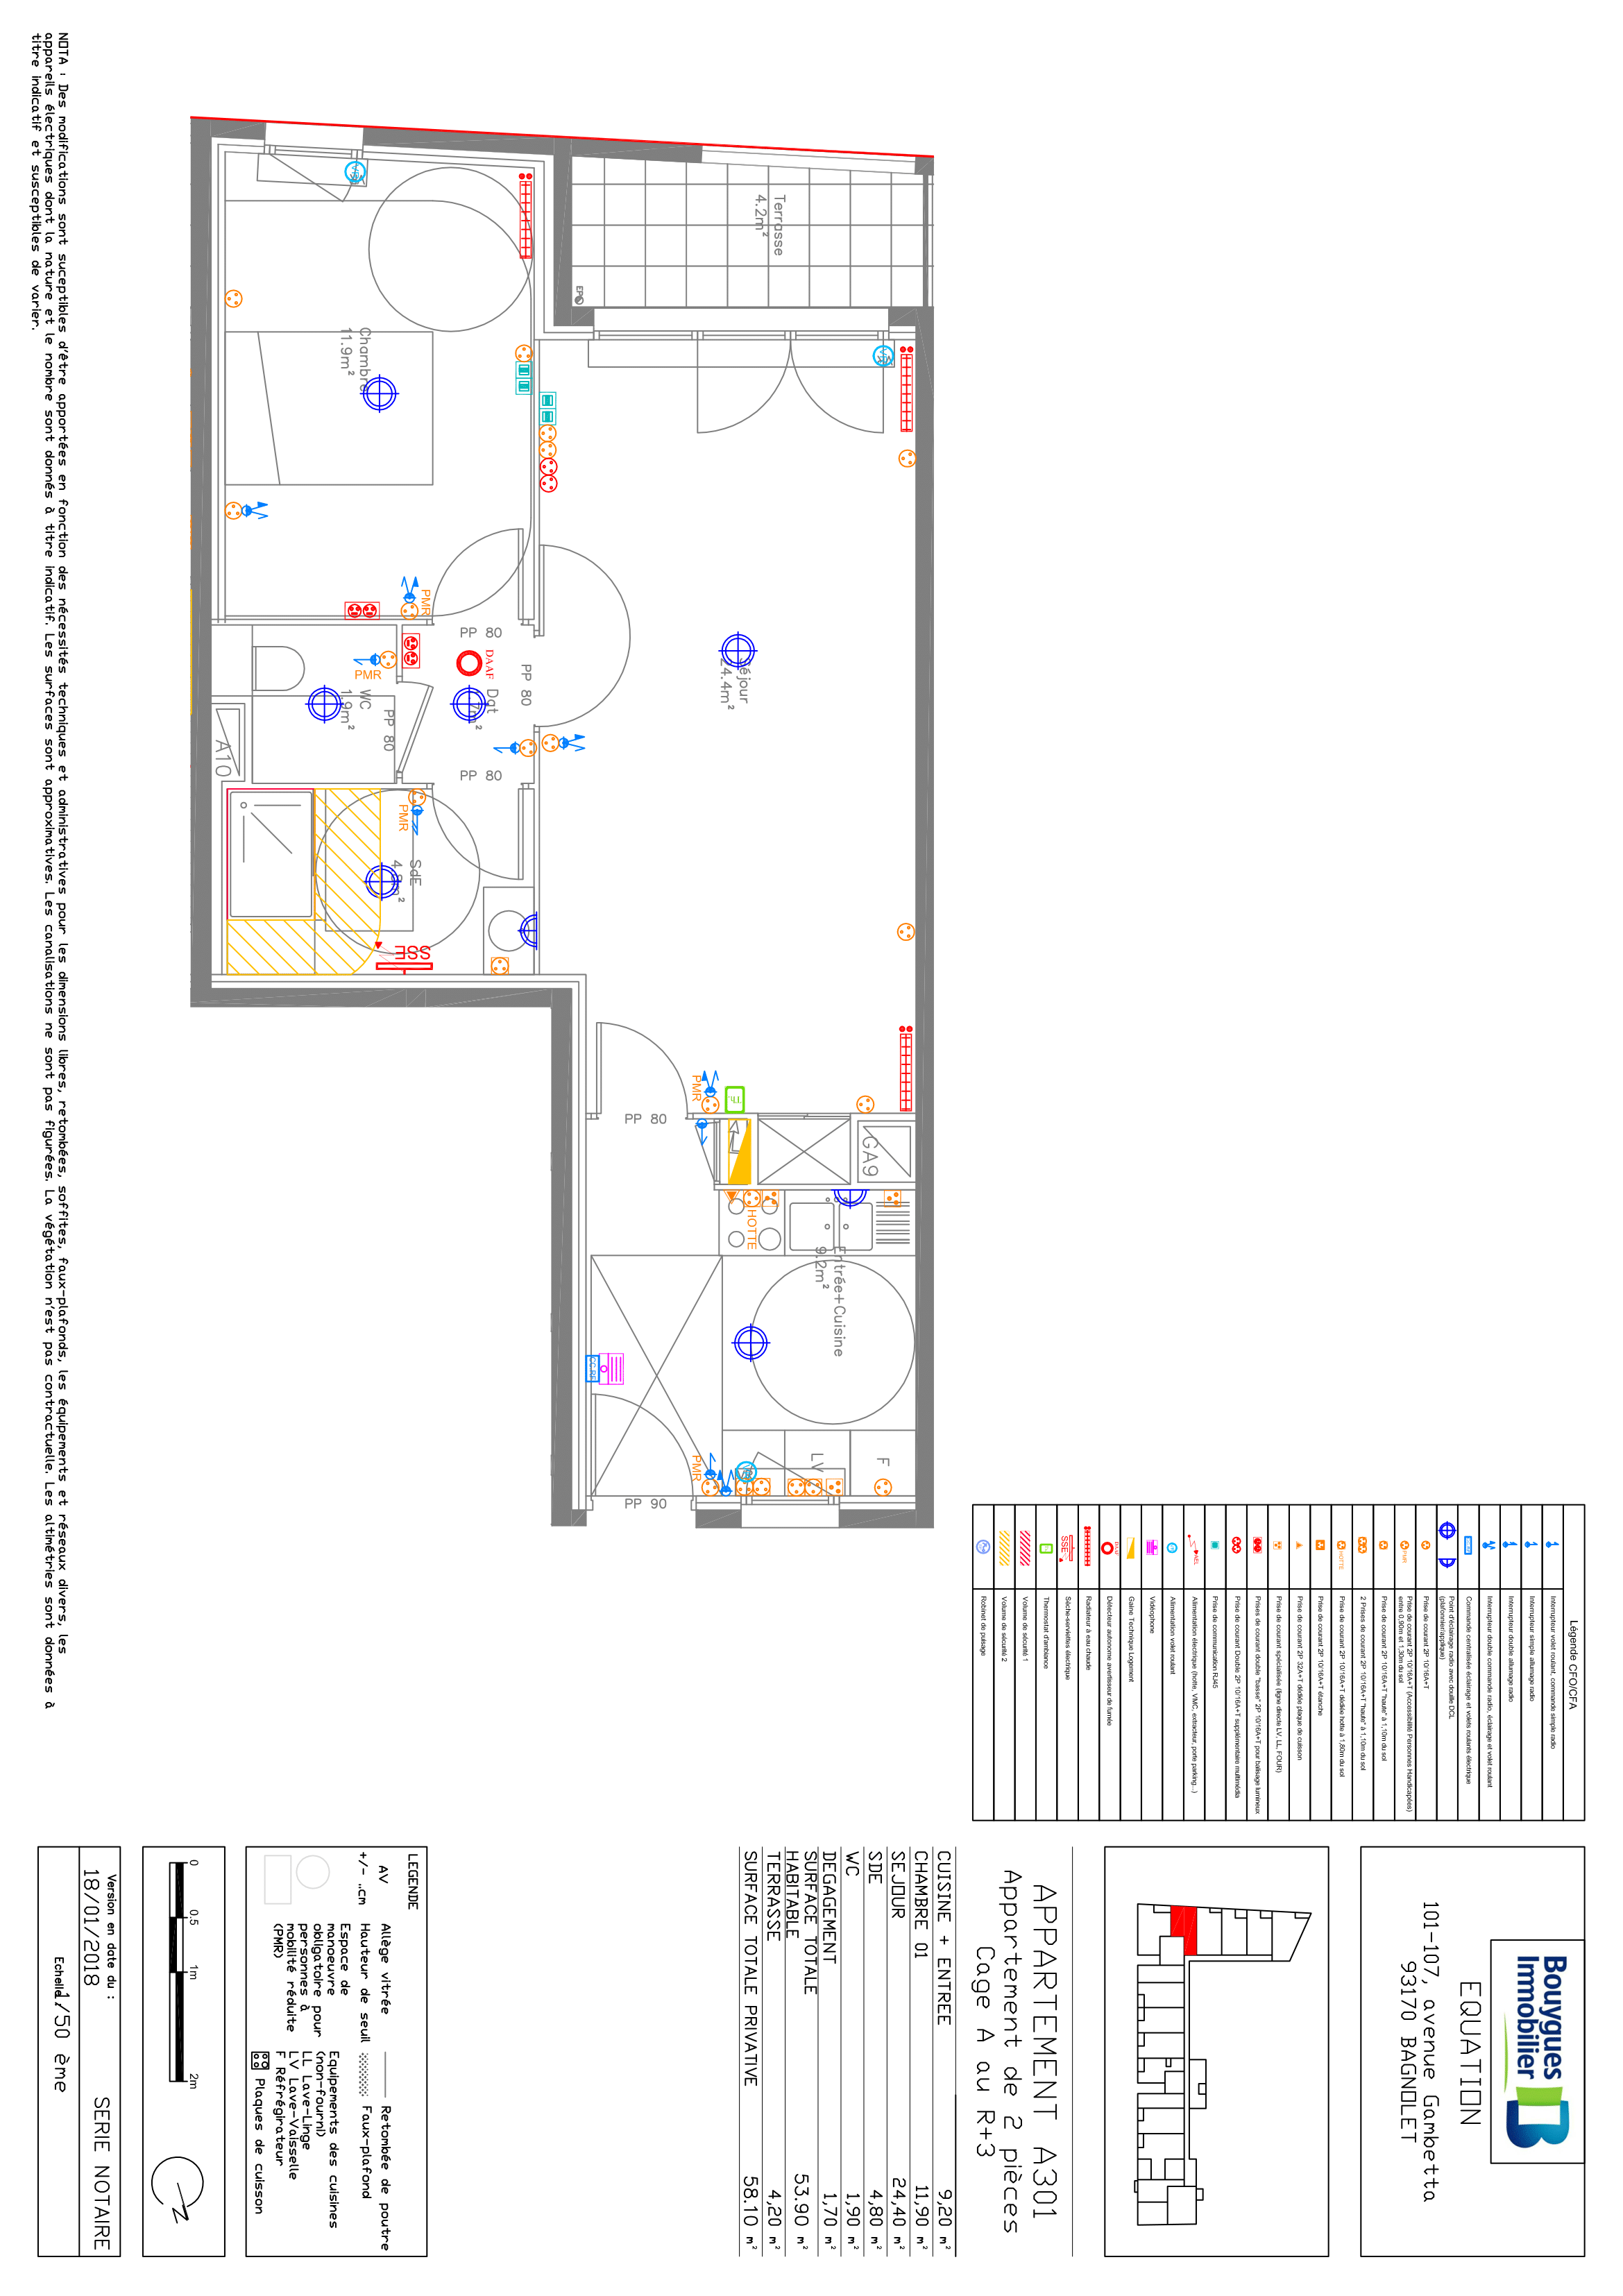 Bouygues
Immobilier
EQUATION
101-107, avenue Gambetta
93170 BAGNOLET
APPARTEMENT A301
Appartement de 2 pièces
Cage A au R+3
CUISINE + ENTREE 9,20 m²
CHAMBRE 01 11,90 m²
SEJOUR 24,40 m²
SDE 4,80 m²
WC 1,90 m²
DEGAGEMENT 1,70 m²
SURFACE TOTALE
HABITABLE 53.90 m²
TERRASSE 4,20 m²
SURFACE TOTALE PRIVATIVE 58.10 m²
LEGENDE
AV Allège vitrée
+/- ..cm Hauteur de seuil
Espace de
manoeuvre
obligatoire pour
personnes à
mobilité réduite
(PMR)
Retombée de poutre
Faux-plafond
Equipements des cuisines
(non-fourni)
LL Lave-Linge
LV Lave-Vaisselle
F Réfrigérateur
Plaques de cuisson
0 0.5 1m 2m
Version en date du :
18/01/2018
SERIE NOTAIRE
Echelle 1/50 ème
Légende CFO/CFA
Interrupteur volet roulant, commande simple radio
Interrupteur simple allumage radio
Interrupteur double allumage radio
Interrupteur double commande radio, éclairage et volet roulant
Commande centralisée éclairage et volets roulants électrique
Point d'éclairage radio avec douille DCL
(plafonnier/applique)
Prise de courant 2P 10/16A+T
PMR
Prise de courant 2P 10/16A+T (Accessibilité Personnes Handicapées)
entre 0,90m et 1,30m du sol
Prise de courant 2P 10/16A+T "haute" à 1,10m du sol
2 Prises de courant 2P 10/16A+T "haute" à 1,10m du sol
HOTTE
Prise de courant 2P 10/16A+T dédiée hotte à 1,80m du sol
Prise de courant 2P 10/16A+T étanche
Prise de courant 2P 32A+T dédiée plaque de cuisson
Prise de courant spécialisée (ligne directe LV, LL, FOUR)
Prises de courant double "basse" 2P 10/16A+T pour balisage lumineux
Prise de courant Double 2P 10/16A+T supplémentaire multimédia
Prise de communication RJ45
Alimentation électrique (hotte, VMC, extracteur, porte parking...)
Alimentation volet roulant
Vidéophone
Gaine Technique Logement
DAAF
Détecteur autonome avertisseur de fumée
Radiateur à eau chaude
SSE
Sèche-serviettes électrique
Thermostat d'ambiance
Volume de sécurité 1
Volume de sécurité 2
Robinet de puisage
Terrasse
4.2m²
EP
Chambre
11.9m²
Séjour
24.4m²
PMR
PP 80
PP 80
DAAF
Dgt
WC
1.9m²
PMR
PP 80
PP 80
A10
PMR
SdE
SSE
PMR
PP 80
GA9
HOTTE
Entrée+Cuisine
9.2m²
LV
F
PMR
PP 90
NOTA : Des modifications sont suceptibles d'être apportées en fonction des nécessités techniques et administratives pour les dimensions libres, retombées, soffites, faux-plafonds, les équipements et réseaux divers, les
appareils électriques dont la nature et le nombre sont donnés à titre indicatif. Les surfaces sont approximatives. Les canalisations ne sont pas figurées. La végétation n'est pas contractuelle. Les altimétries sont données à
titre indicatif et susceptibles de varier.